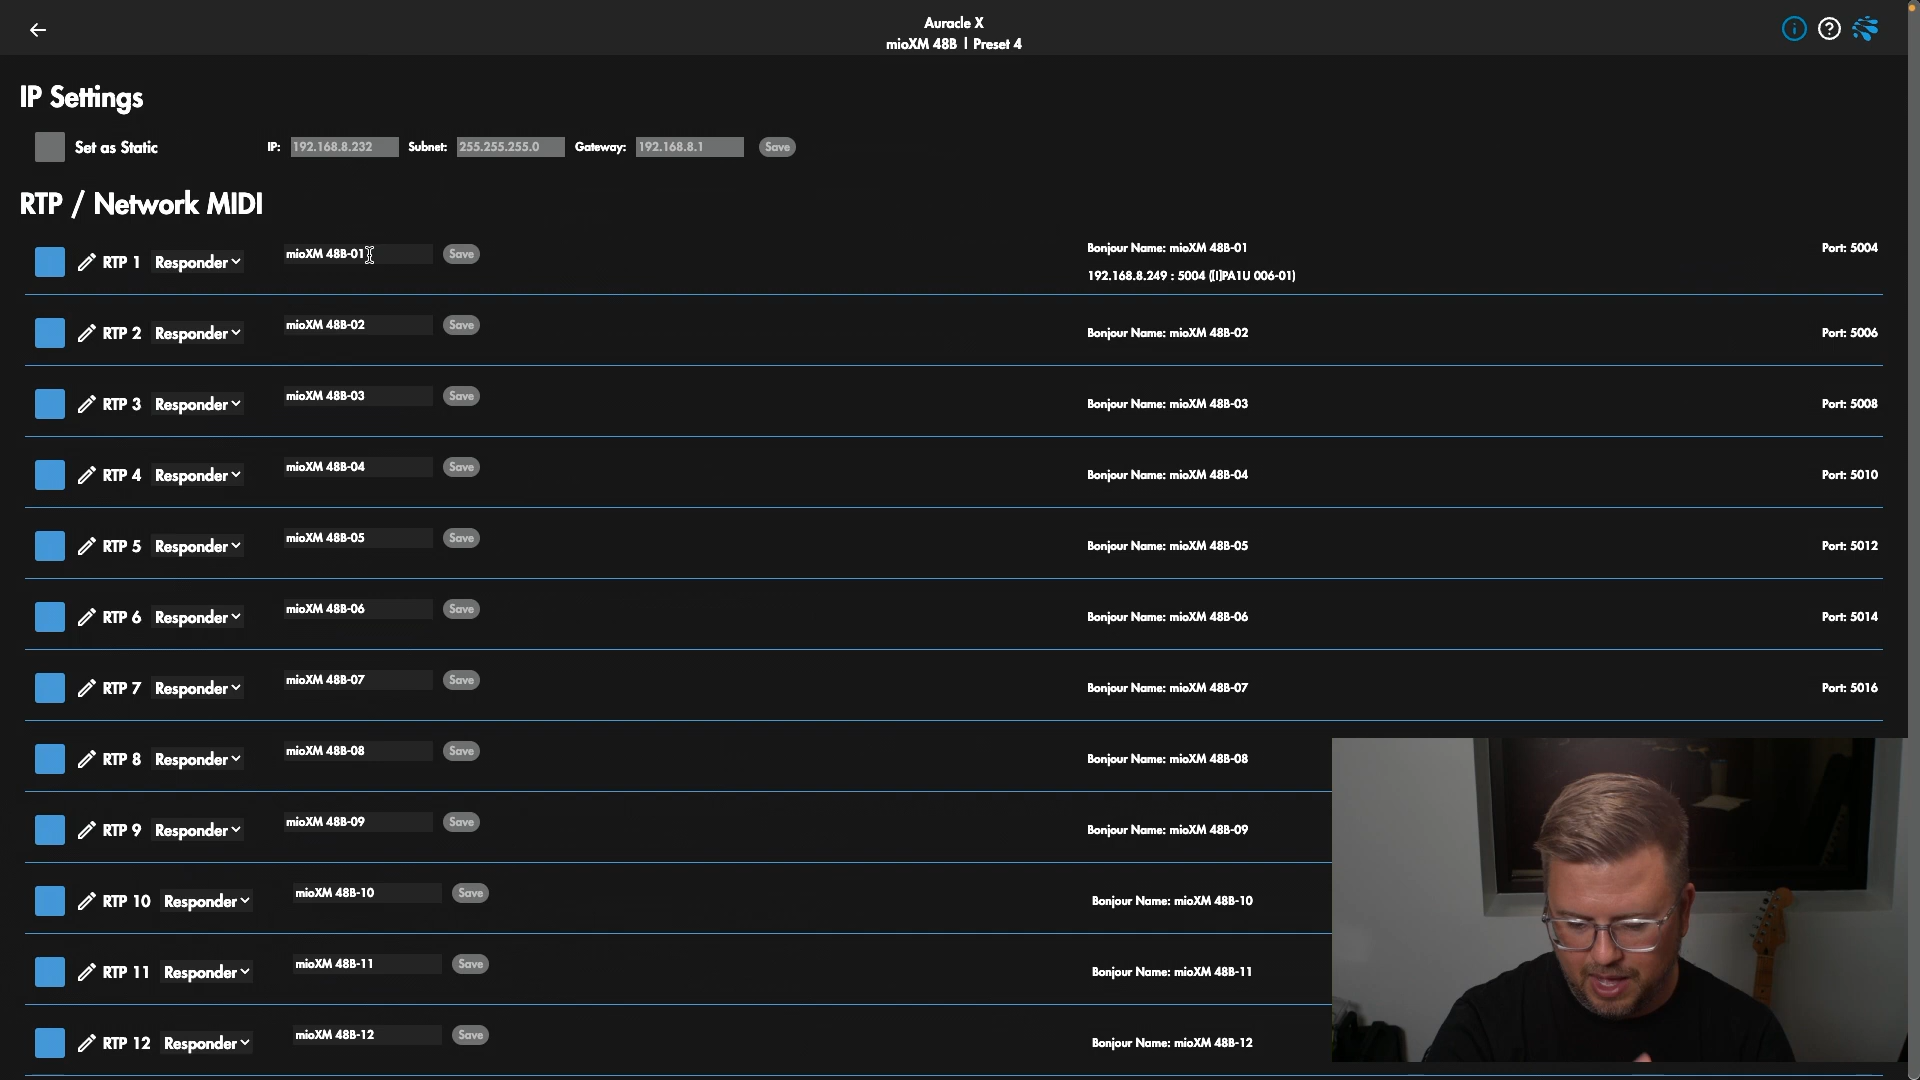 Auracle X
mioXM 48B | Preset 4
IP Settings
Set as Static IP: 192.168.8.232 Subnet: 255.255.255.0 Gateway: 192.168.8.1 Save
RTP / Network MIDI
RTP 1 Responder mioXM 48B-01 Save Bonjour Name: mioXM 48B-01 Port: 5004
192.168.8.249 : 5004 ([I]PA1U 006-01)
RTP 2 Responder mioXM 48B-02 Save Bonjour Name: mioXM 48B-02 Port: 5006
RTP 3 Responder mioXM 48B-03 Save Bonjour Name: mioXM 48B-03 Port: 5008
RTP 4 Responder mioXM 48B-04 Save Bonjour Name: mioXM 48B-04 Port: 5010
RTP 5 Responder mioXM 48B-05 Save Bonjour Name: mioXM 48B-05 Port: 5012
RTP 6 Responder mioXM 48B-06 Save Bonjour Name: mioXM 48B-06 Port: 5014
RTP 7 Responder mioXM 48B-07 Save Bonjour Name: mioXM 48B-07 Port: 5016
RTP 8 Responder mioXM 48B-08 Save Bonjour Name: mioXM 48B-08
RTP 9 Responder mioXM 48B-09 Save Bonjour Name: mioXM 48B-09
RTP 10 Responder mioXM 48B-10 Save Bonjour Name: mioXM 48B-10
RTP 11 Responder mioXM 48B-11 Save Bonjour Name: mioXM 48B-11
RTP 12 Responder mioXM 48B-12 Save Bonjour Name: mioXM 48B-12